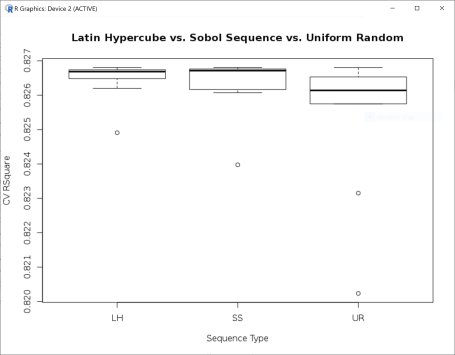 R Graphics: Device 2 (ACTIVE)
Latin Hypercube vs. Sobol Sequence vs. Uniform Random
0.827
0.826
0.825
0.824
0.823
0.822
0.821
0.820
CV RSquare
LH SS UR
Sequence Type